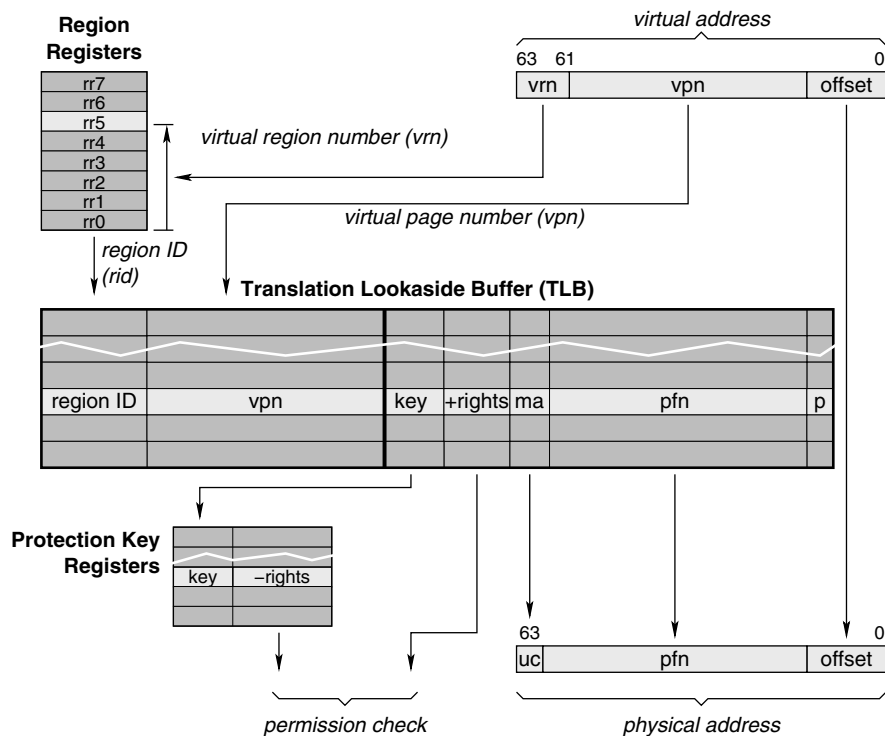 Region
Registers
virtual address
63 61 0
vrn vpn offset
rr7
rr6
rr5
rr4
rr3
rr2
rr1
rr0
virtual region number (vrn)
virtual page number (vpn)
region ID
(rid)
Translation Lookaside Buffer (TLB)
region ID vpn key +rights ma pfn p
Protection Key
Registers
key −rights
63 0
uc pfn offset
permission check
physical address